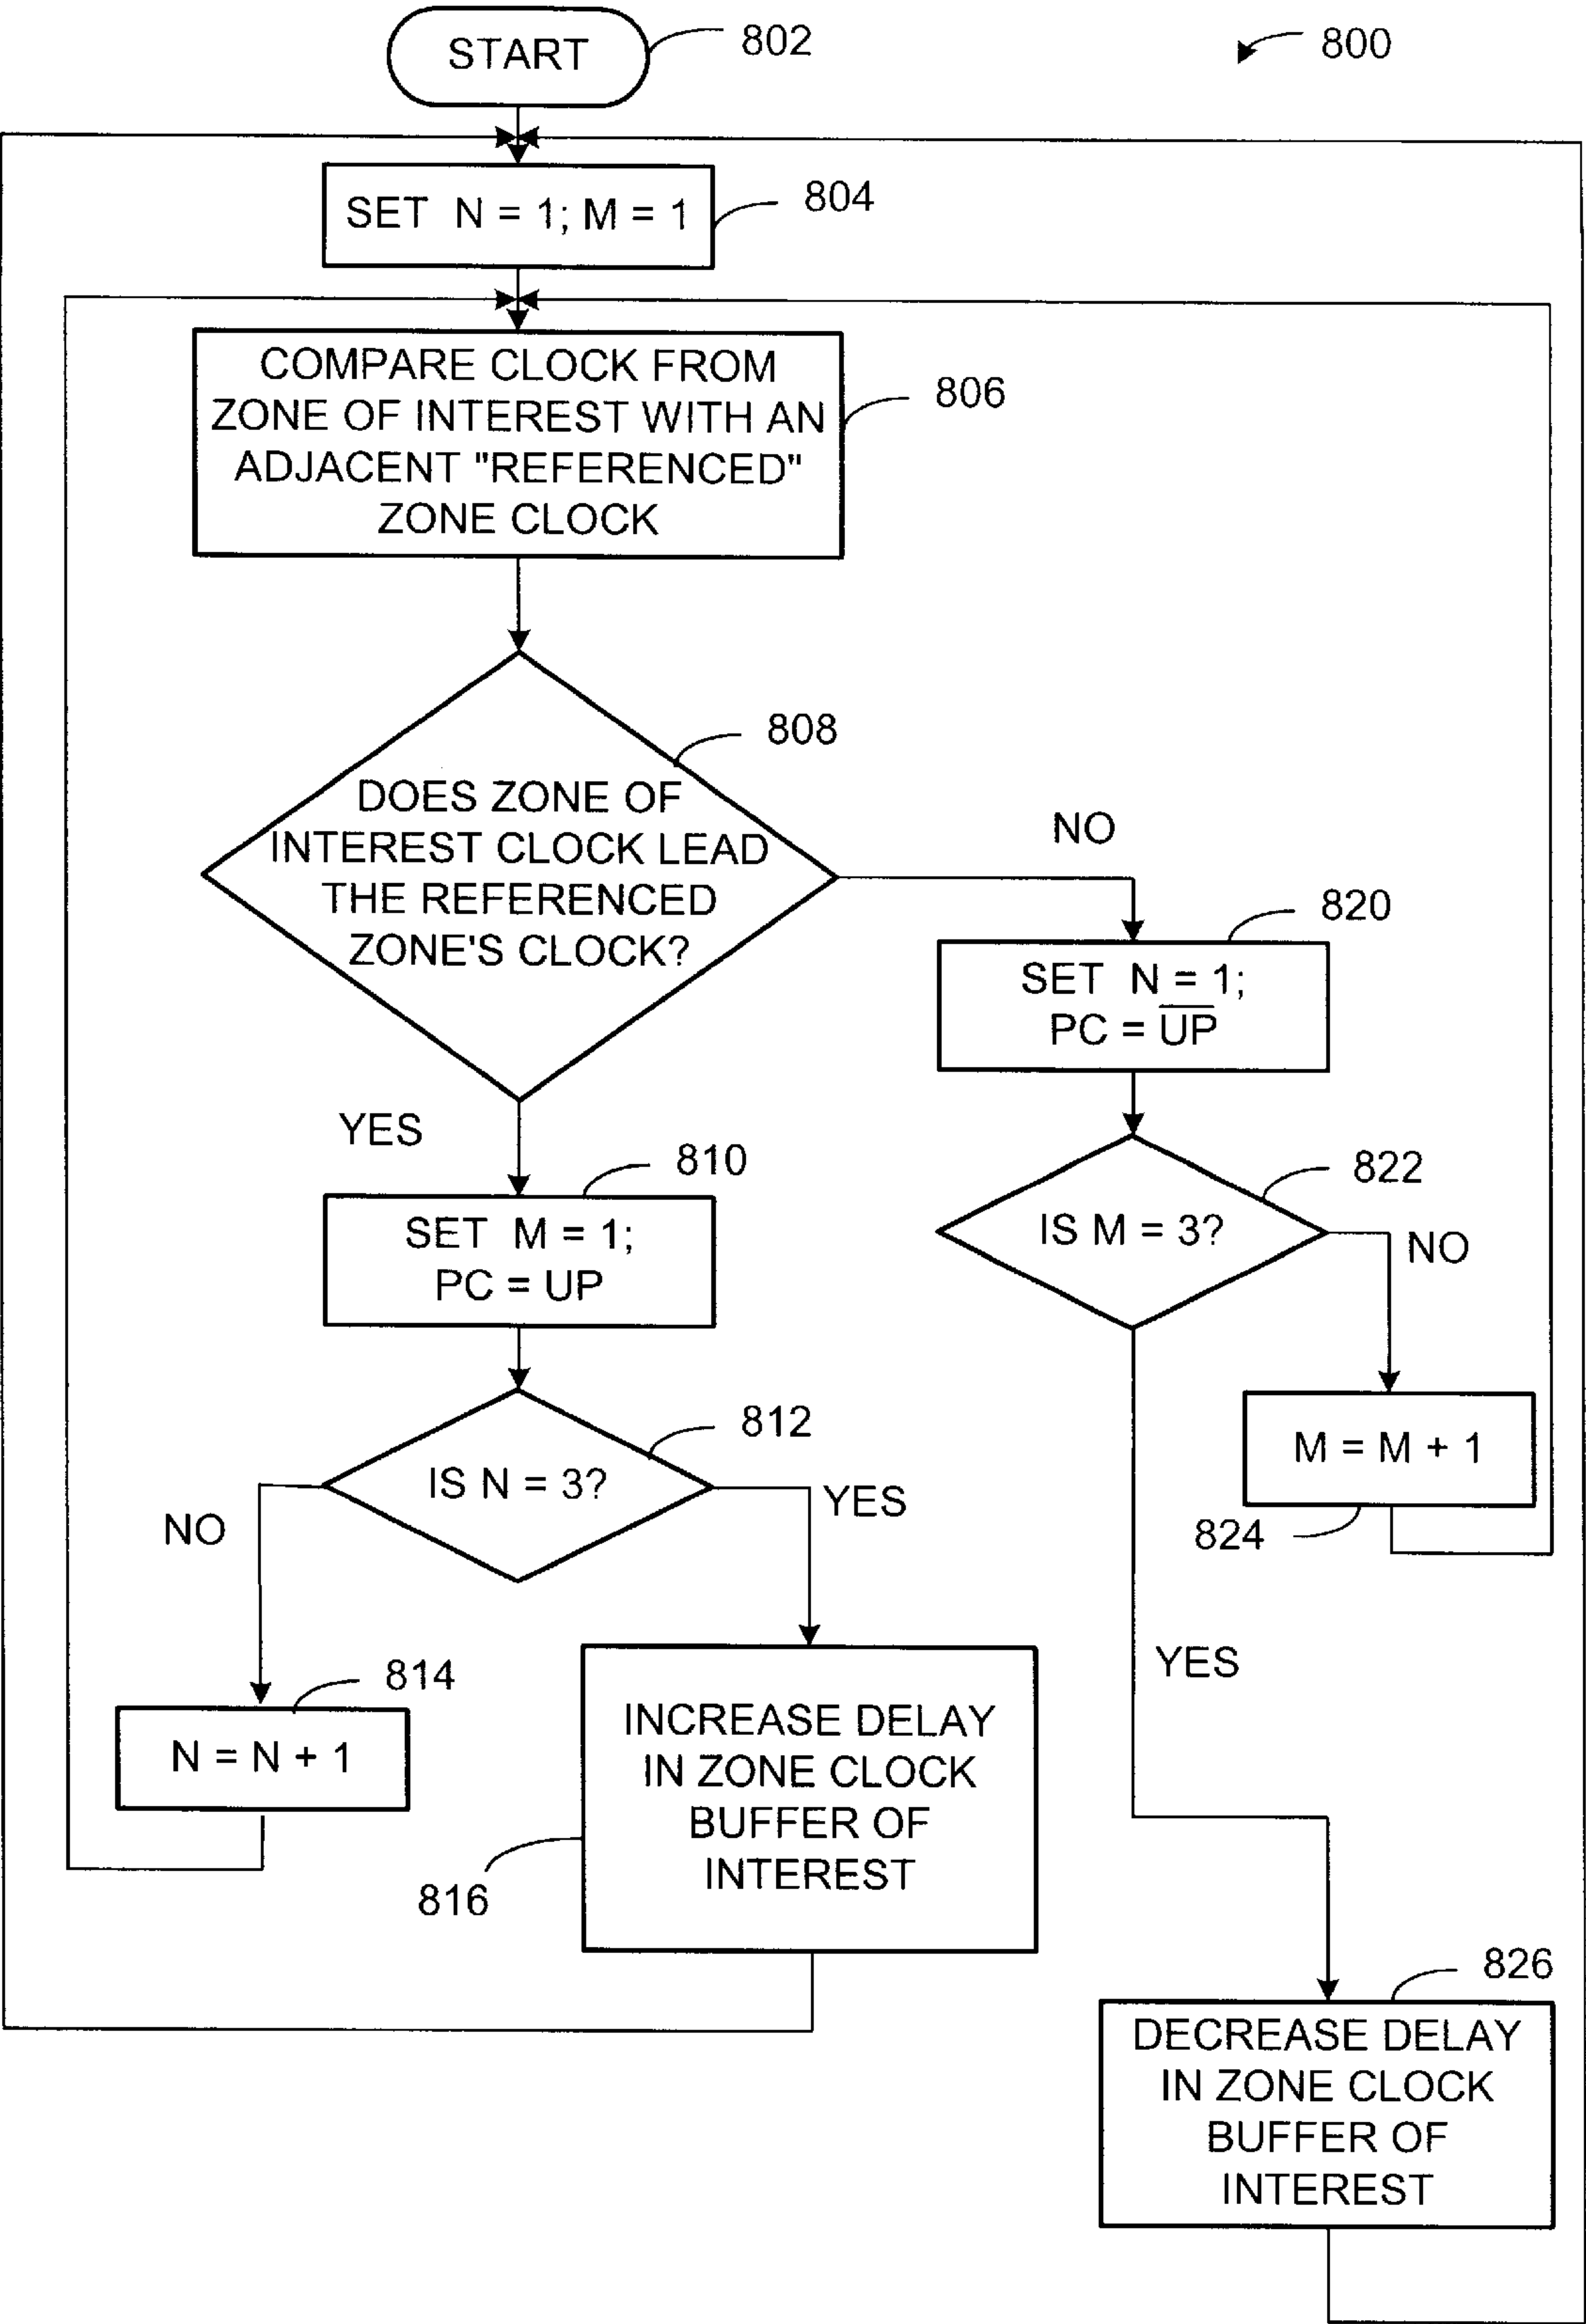 START
802
800
SET N = 1; M = 1
804
COMPARE CLOCK FROM
ZONE OF INTEREST WITH AN
ADJACENT "REFERENCED"
ZONE CLOCK
806
808
DOES ZONE OF
INTEREST CLOCK LEAD
THE REFERENCED
ZONE'S CLOCK?
NO
820
SET N = 1;
PC = U̅P̅
YES
810
SET M = 1;
PC = UP
822
IS M = 3?
NO
812
IS N = 3?
YES
NO
M = M + 1
824
814
N = N + 1
YES
INCREASE DELAY
IN ZONE CLOCK
BUFFER OF
INTEREST
816
826
DECREASE DELAY
IN ZONE CLOCK
BUFFER OF
INTEREST